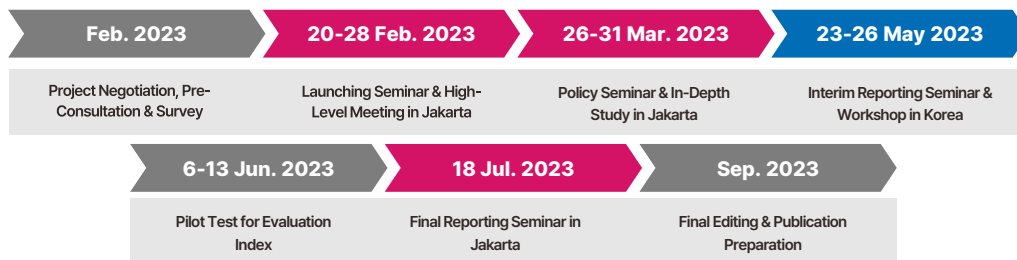 Feb. 2023
20-28 Feb. 2023
26-31 Mar. 2023
23-26 May 2023
Project Negotiation, Pre-
Consultation & Survey
Launching Seminar & High-
Level Meeting in Jakarta
Policy Seminar & In-Depth
Study in Jakarta
Interim Reporting Seminar &
Workshop in Korea
6-13 Jun. 2023
18 Jul. 2023
Sep. 2023
Pilot Test for Evaluation
Index
Final Reporting Seminar in
Jakarta
Final Editing & Publication
Preparation